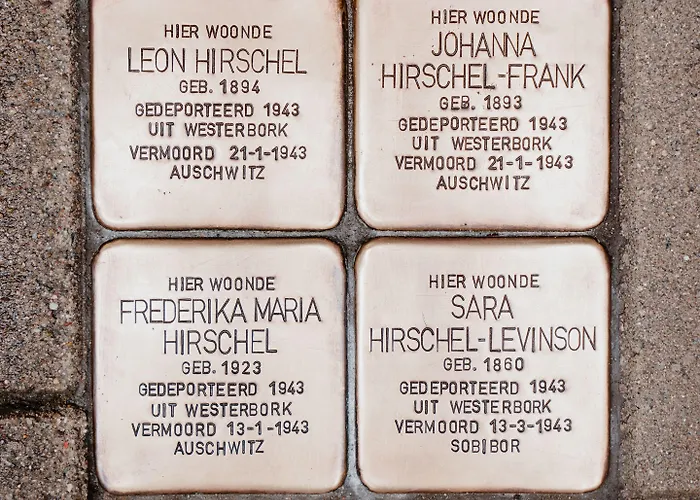 HIER WOONDE
LEON HIRSCHEL
GEB. 1894
GEDEPORTEERD 1943
UIT WESTERBORK
VERMOORD 21-1-1943
AUSCHWITZ
HIER WOONDE
JOHANNA
HIRSCHEL-FRANK
GEB. 1893
GEDEPORTEERD 1943
UIT WESTERBORK
VERMOORD 21-1-1943
AUSCHWITZ
HIER WOONDE
FREDERIKA MARIA
HIRSCHEL
GEB. 1923
GEDEPORTEERD 1943
UIT WESTERBORK
VERMOORD 13-1-1943
AUSCHWITZ
HIER WOONDE
SARA
HIRSCHEL-LEVINSON
GEB. 1860
GEDEPORTEERD 1943
UIT WESTERBORK
VERMOORD 13-3-1943
SOBIBOR